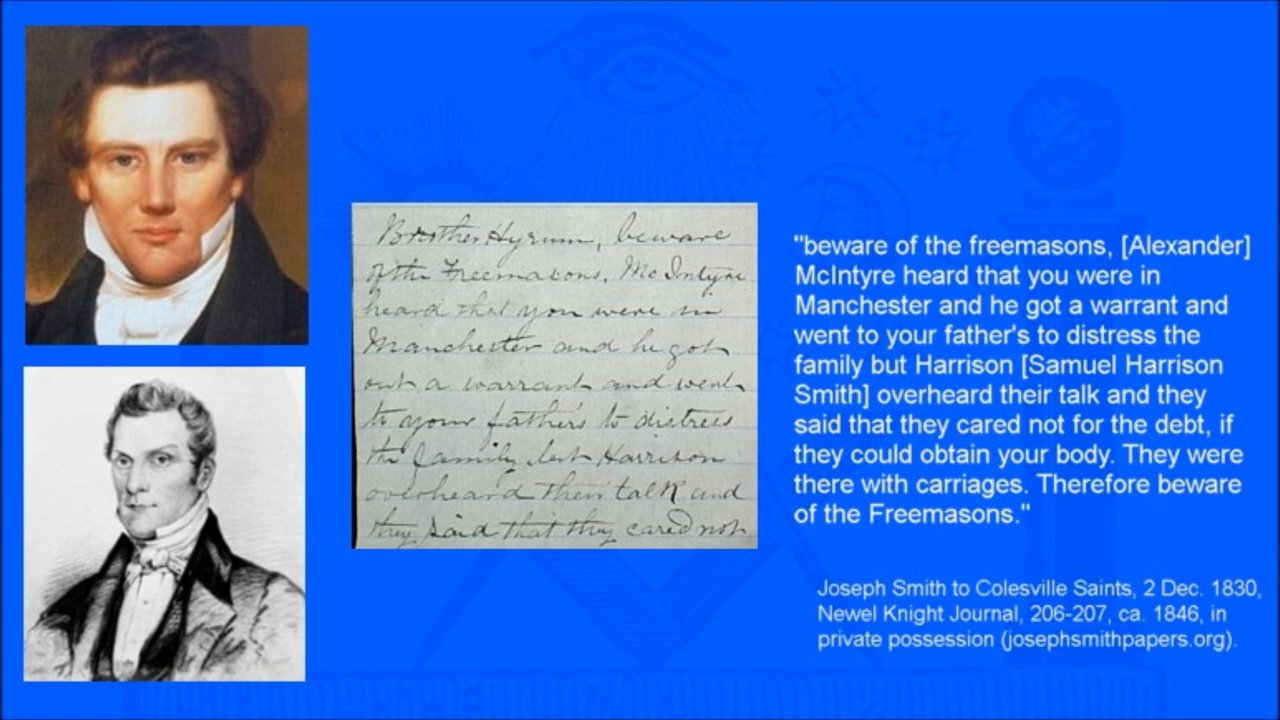 Brother Hyrum, beware
of the Freemasons, McIntyre
heard that you were in
Manchester and he got
out a warrant and went
to your father's to distress
the family but Harrison
overheard their talk and
they said that they cared not
"beware of the freemasons, [Alexander]
McIntyre heard that you were in
Manchester and he got a warrant and
went to your father's to distress the
family but Harrison [Samuel Harrison
Smith] overheard their talk and they
said that they cared not for the debt, if
they could obtain your body. They were
there with carriages. Therefore beware
of the Freemasons."
Joseph Smith to Colesville Saints, 2 Dec. 1830,
Newel Knight Journal, 206-207, ca. 1846, in
private possession (josephsmithpapers.org).